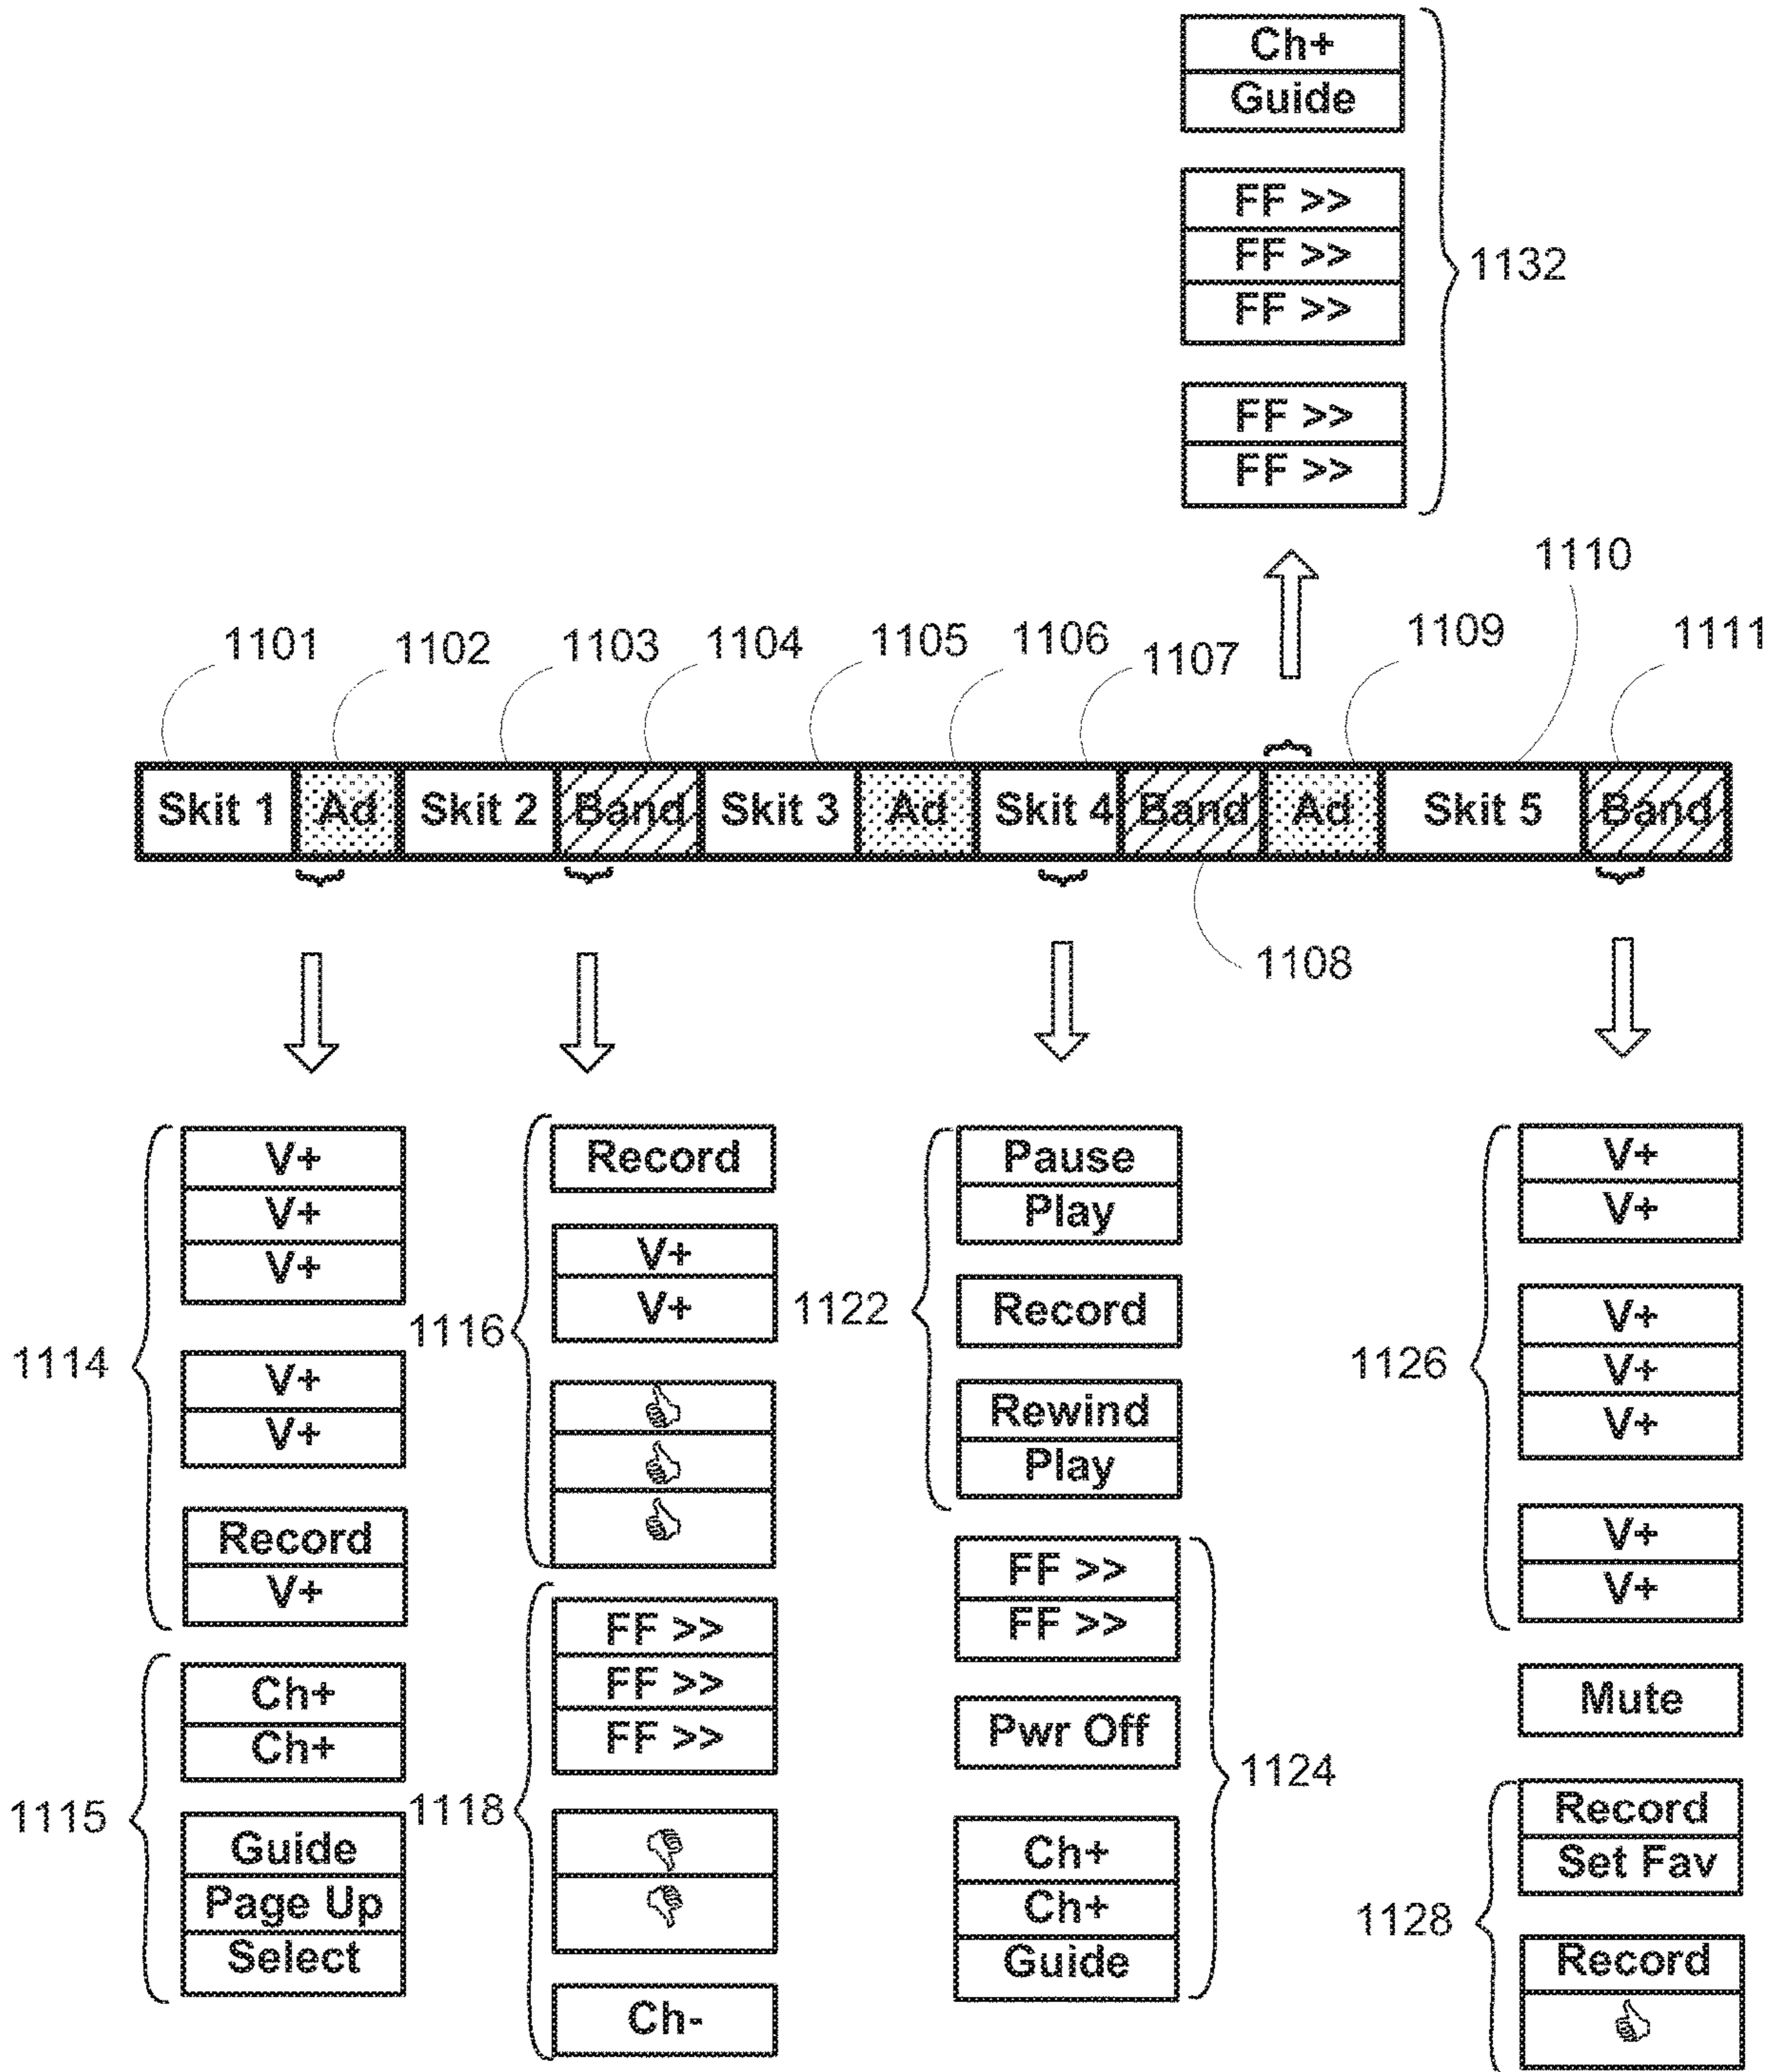 Ch+
Guide
FF >>
FF >>
FF >>
1132
FF >>
FF >>
1110
1101
1102
1103
1104
1105
1106
1107
1109
1111
Skit 1
Ad
Skit 2
Band
Skit 3
Ad
Skit 4
Band
Ad
Skit 5
Band
1108
1114
V+
V+
V+
V+
V+
Record
V+
1115
Ch+
Ch+
Guide
Page Up
Select
1116
Record
V+
V+
1118
FF >>
FF >>
FF >>
Ch-
1122
Pause
Play
Record
Rewind
Play
FF >>
FF >>
Pwr Off
1124
Ch+
Ch+
Guide
1126
V+
V+
V+
V+
V+
V+
V+
Mute
1128
Record
Set Fav
Record